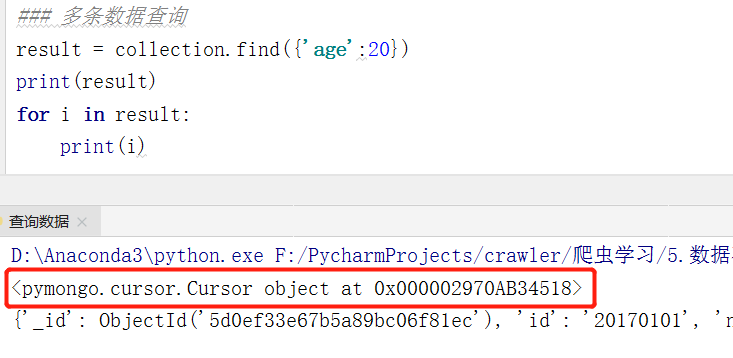 ### 多条数据查询
result = collection.find({'age':20})
print(result)
for i in result:
    print(i)
查询数据 ×
D:\Anaconda3\python.exe F:/PycharmProjects/crawler/爬虫学习/5.数据
<pymongo.cursor.Cursor object at 0x000002970AB34518>
{'_id': ObjectId('5d0ef33e67b5a89bc06f81ec'), 'id': '20170101', '